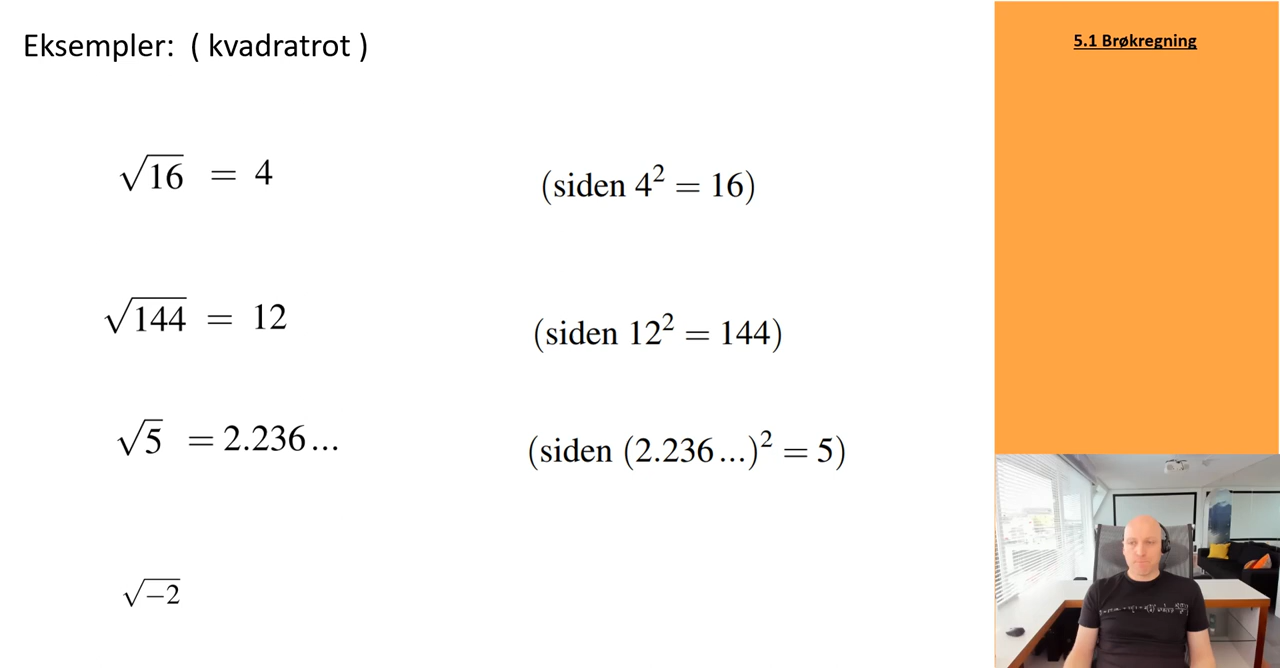 Eksempler: ( kvadratrot )
5.1 Brøkregning
√16 = 4 (siden 4² = 16)
√144 = 12 (siden 12² = 144)
√5 = 2.236... (siden (2.236...)² = 5)
√−2